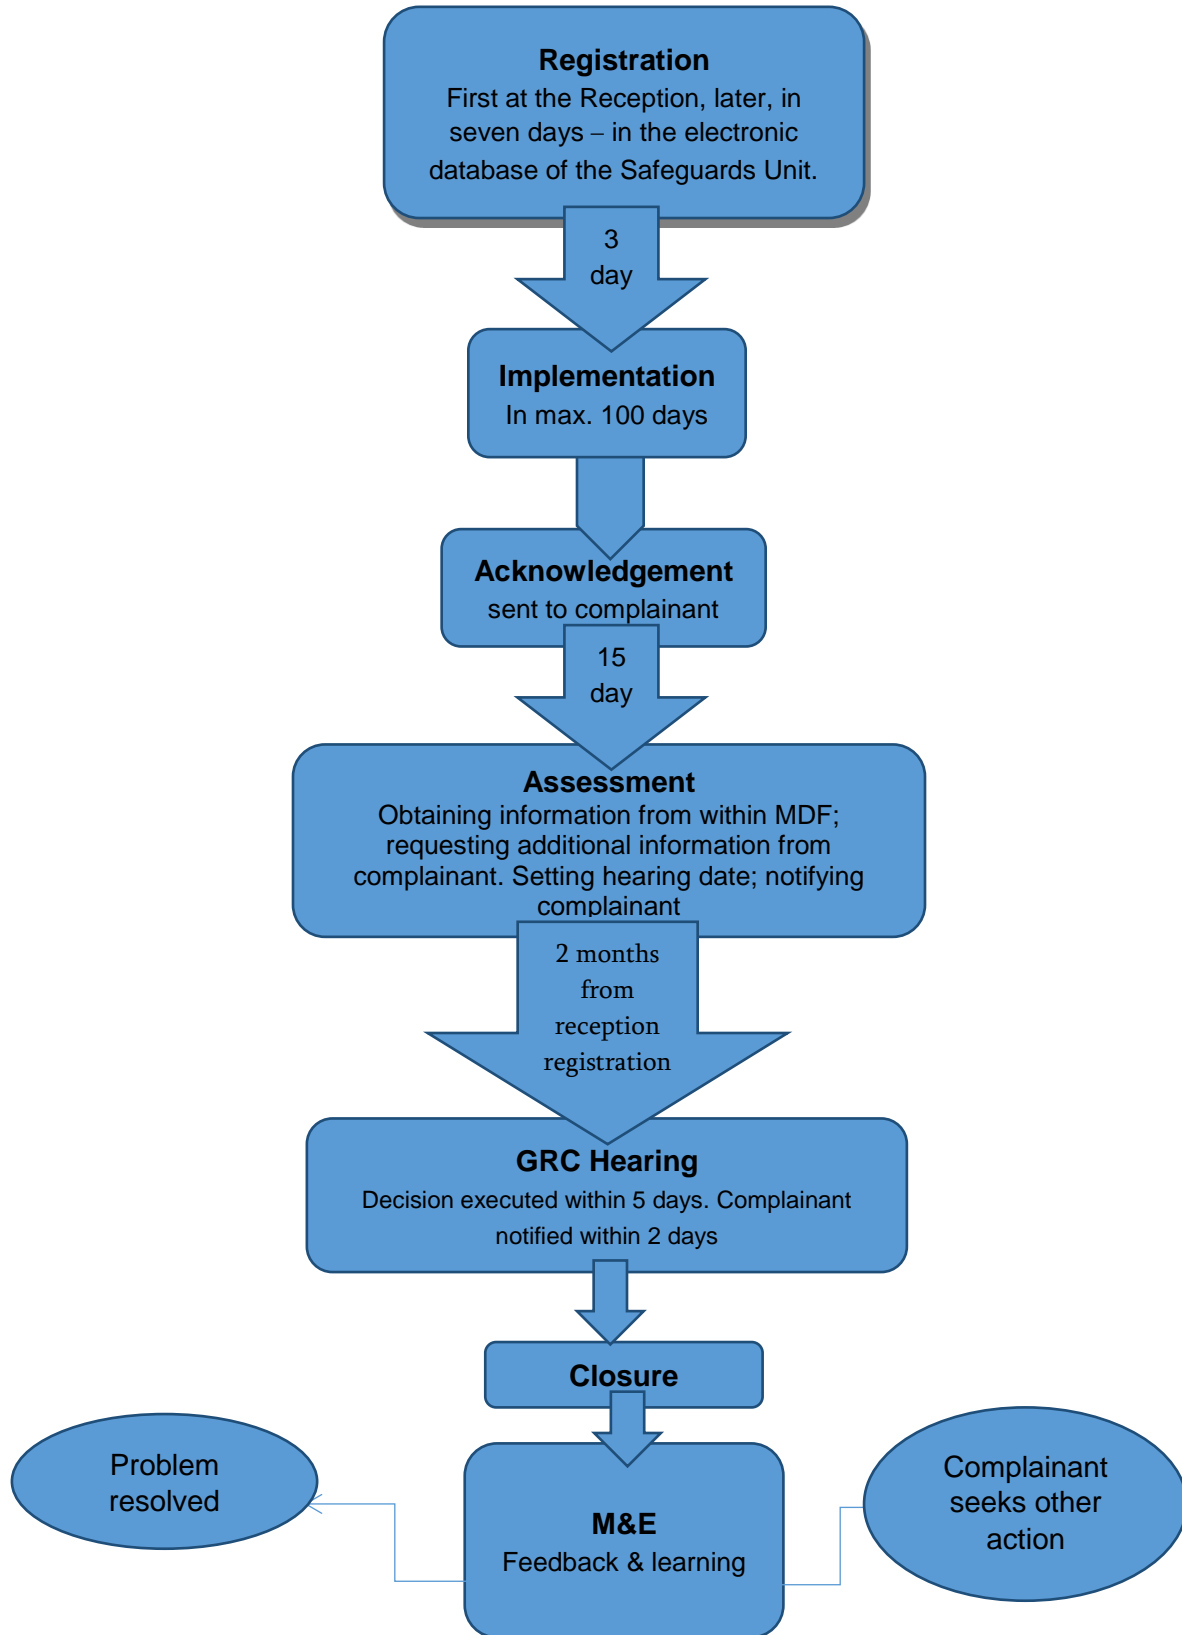 Registration
First at the Reception, later, in
seven days – in the electronic
database of the Safeguards Unit.
3
day
Implementation
In max. 100 days
Acknowledgement
sent to complainant
15
day
Assessment
Obtaining information from within MDF;
requesting additional information from
complainant. Setting hearing date; notifying
complainant
2 months
from
reception
registration
GRC Hearing
Decision executed within 5 days. Complainant
notified within 2 days
Closure
Problem
resolved
M&E
Feedback & learning
Complainant
seeks other
action